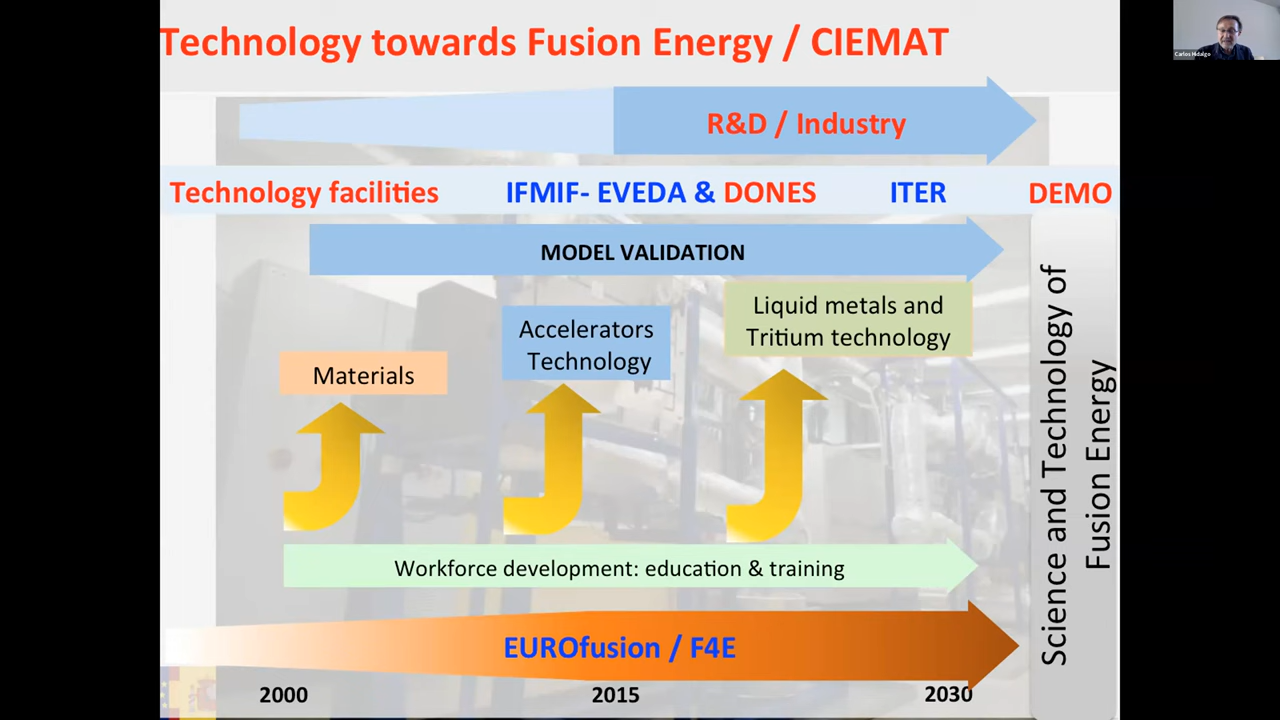 Technology towards Fusion Energy / CIEMAT
Carlos Hidalgo
R&D / Industry
Technology facilities
IFMIF- EVEDA & DONES
ITER
DEMO
MODEL VALIDATION
Liquid metals and
Tritium technology
Accelerators
Technology
Materials
Science and Technology of
Fusion Energy
Workforce development: education & training
EUROfusion / F4E
2000
2015
2030